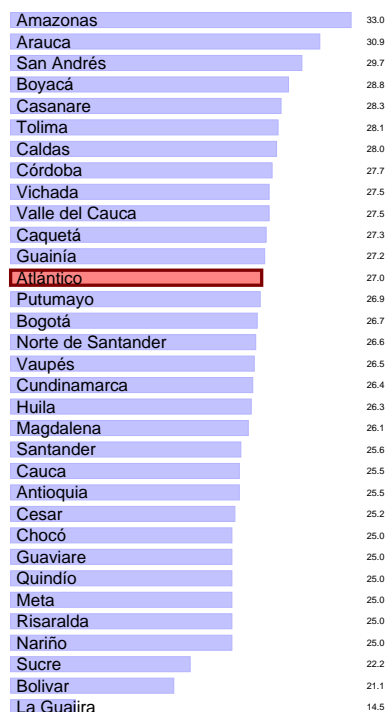 Amazonas 33.0
Arauca 30.9
San Andrés 29.7
Boyacá 28.8
Casanare 28.3
Tolima 28.1
Caldas 28.0
Córdoba 27.7
Vichada 27.5
Valle del Cauca 27.5
Caquetá 27.3
Guainía 27.2
Atlántico 27.0
Putumayo 26.9
Bogotá 26.7
Norte de Santander 26.6
Vaupés 26.5
Cundinamarca 26.4
Huila 26.3
Magdalena 26.1
Santander 25.6
Cauca 25.5
Antioquia 25.5
Cesar 25.2
Chocó 25.0
Guaviare 25.0
Quindío 25.0
Meta 25.0
Risaralda 25.0
Nariño 25.0
Sucre 22.2
Bolivar 21.1
La Guajira 14.5